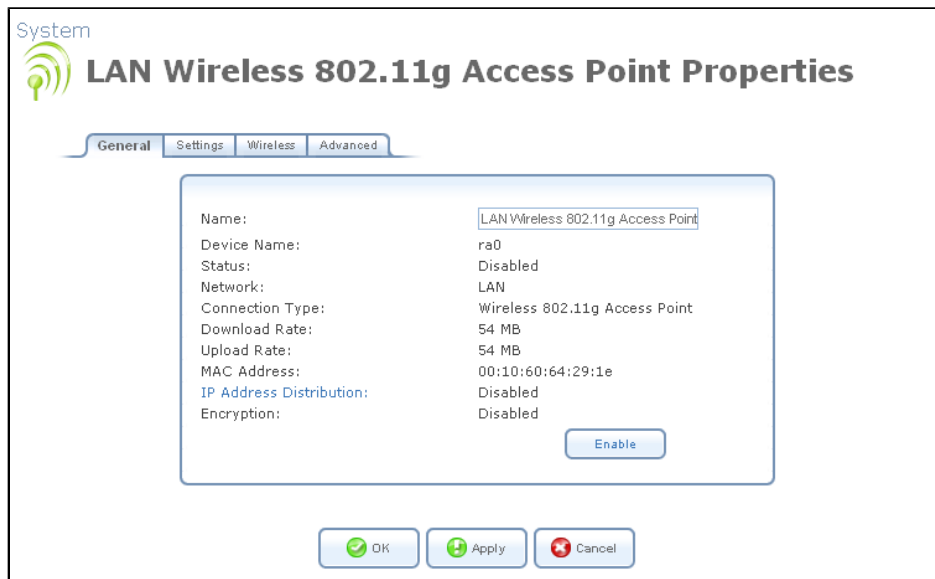 System
LAN Wireless 802.11g Access Point Properties
General Settings Wireless Advanced
Name: LAN Wireless 802.11g Access Point
Device Name: ra0
Status: Disabled
Network: LAN
Connection Type: Wireless 802.11g Access Point
Download Rate: 54 MB
Upload Rate: 54 MB
MAC Address: 00:10:60:64:29:1e
IP Address Distribution: Disabled
Encryption: Disabled
Enable
OK Apply Cancel